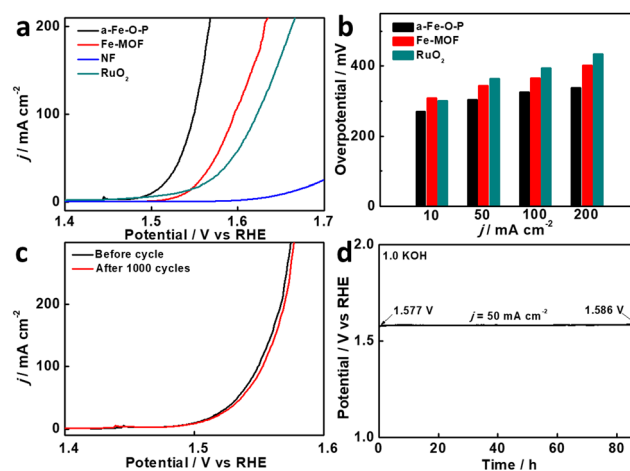 a
a-Fe-O-P
Fe-MOF
NF
RuO₂
200
100
0
j / mA cm⁻²
1.4 1.5 1.6 1.7
Potential / V vs RHE
b
a-Fe-O-P
Fe-MOF
RuO₂
600
400
200
0
Overpotential / mV
10 50 100 200
j / mA cm⁻²
c
Before cycle
After 1000 cycles
200
100
0
j / mA cm⁻²
1.4 1.5 1.6
Potential / V vs RHE
d
2.0
1.5
1.0
Potential / V vs RHE
1.0 KOH
1.577 V
j = 50 mA cm⁻²
1.586 V
0 20 40 60 80
Time / h